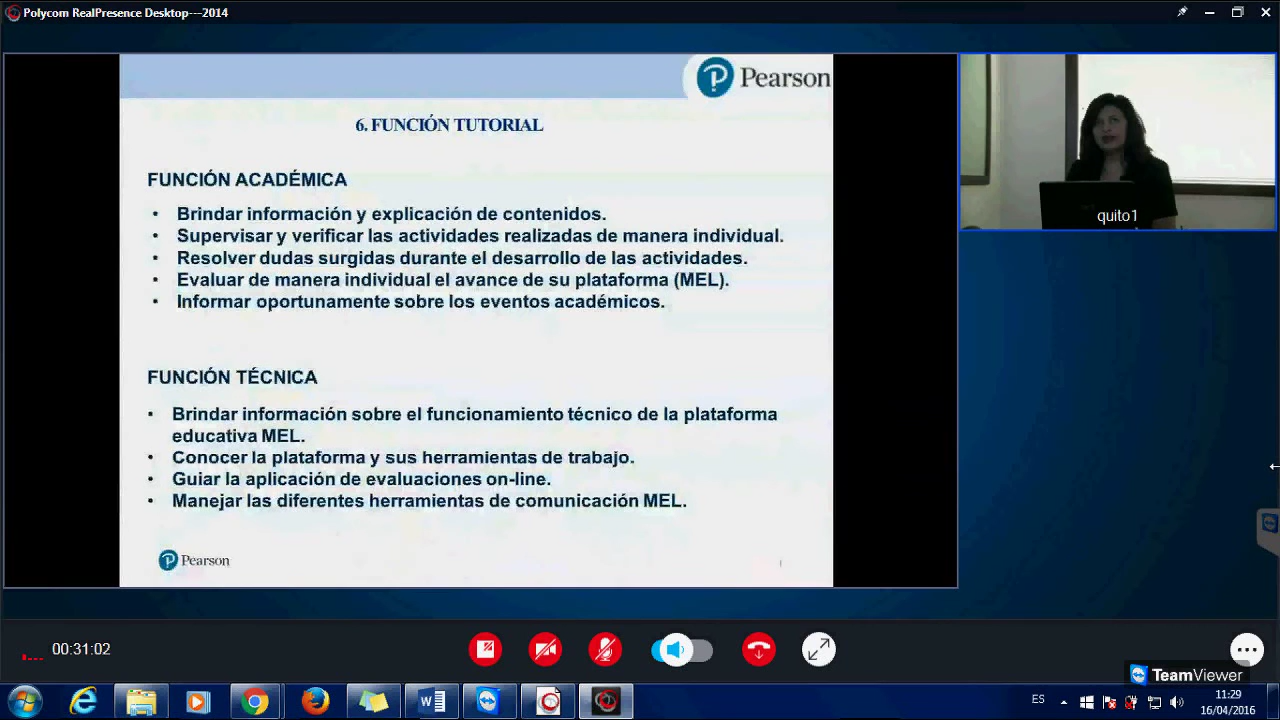 Polycom RealPresence Desktop---2014
Pearson
6. FUNCIÓN TUTORIAL
FUNCIÓN ACADÉMICA
• Brindar información y explicación de contenidos.
• Supervisar y verificar las actividades realizadas de manera individual.
• Resolver dudas surgidas durante el desarrollo de las actividades.
• Evaluar de manera individual el avance de su plataforma (MEL).
• Informar oportunamente sobre los eventos académicos.
FUNCIÓN TÉCNICA
• Brindar información sobre el funcionamiento técnico de la plataforma
educativa MEL.
• Conocer la plataforma y sus herramientas de trabajo.
• Guiar la aplicación de evaluaciones on-line.
• Manejar las diferentes herramientas de comunicación MEL.
Pearson
quito1
00:31:02
TeamViewer
ES
11:29
16/04/2016